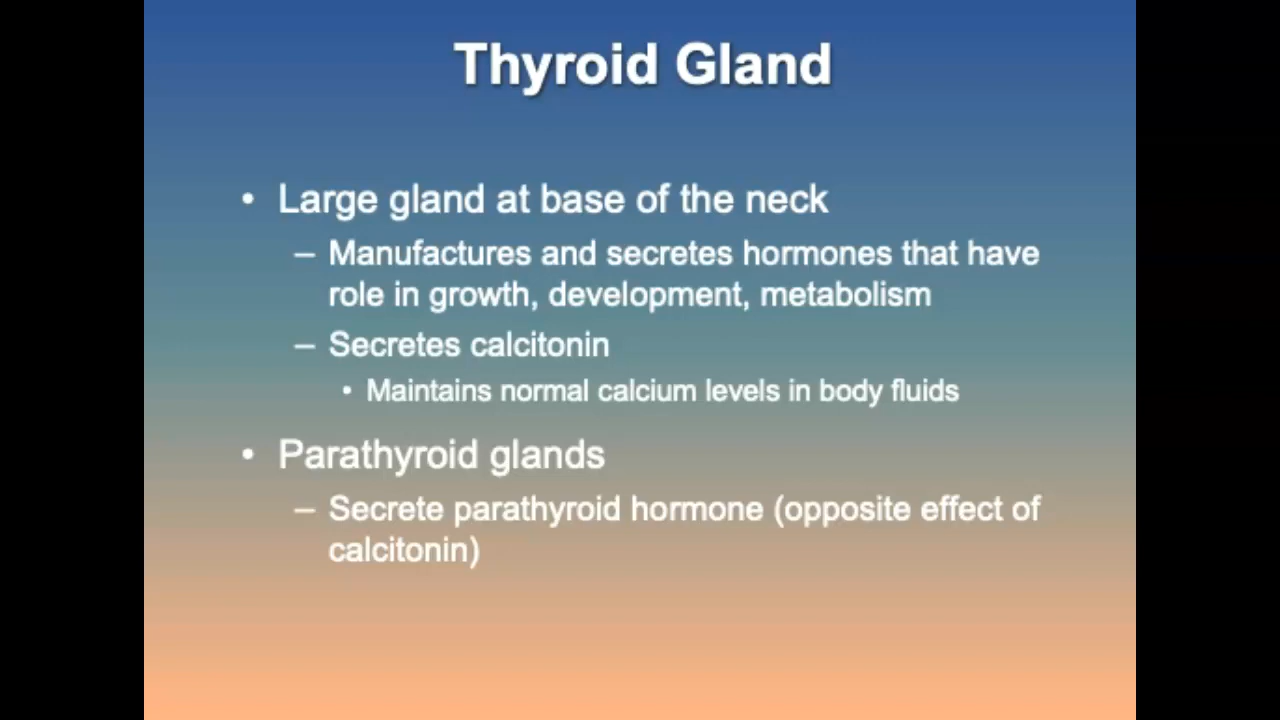 Thyroid Gland
• Large gland at base of the neck
– Manufactures and secretes hormones that have
role in growth, development, metabolism
– Secretes calcitonin
• Maintains normal calcium levels in body fluids
• Parathyroid glands
– Secrete parathyroid hormone (opposite effect of
calcitonin)